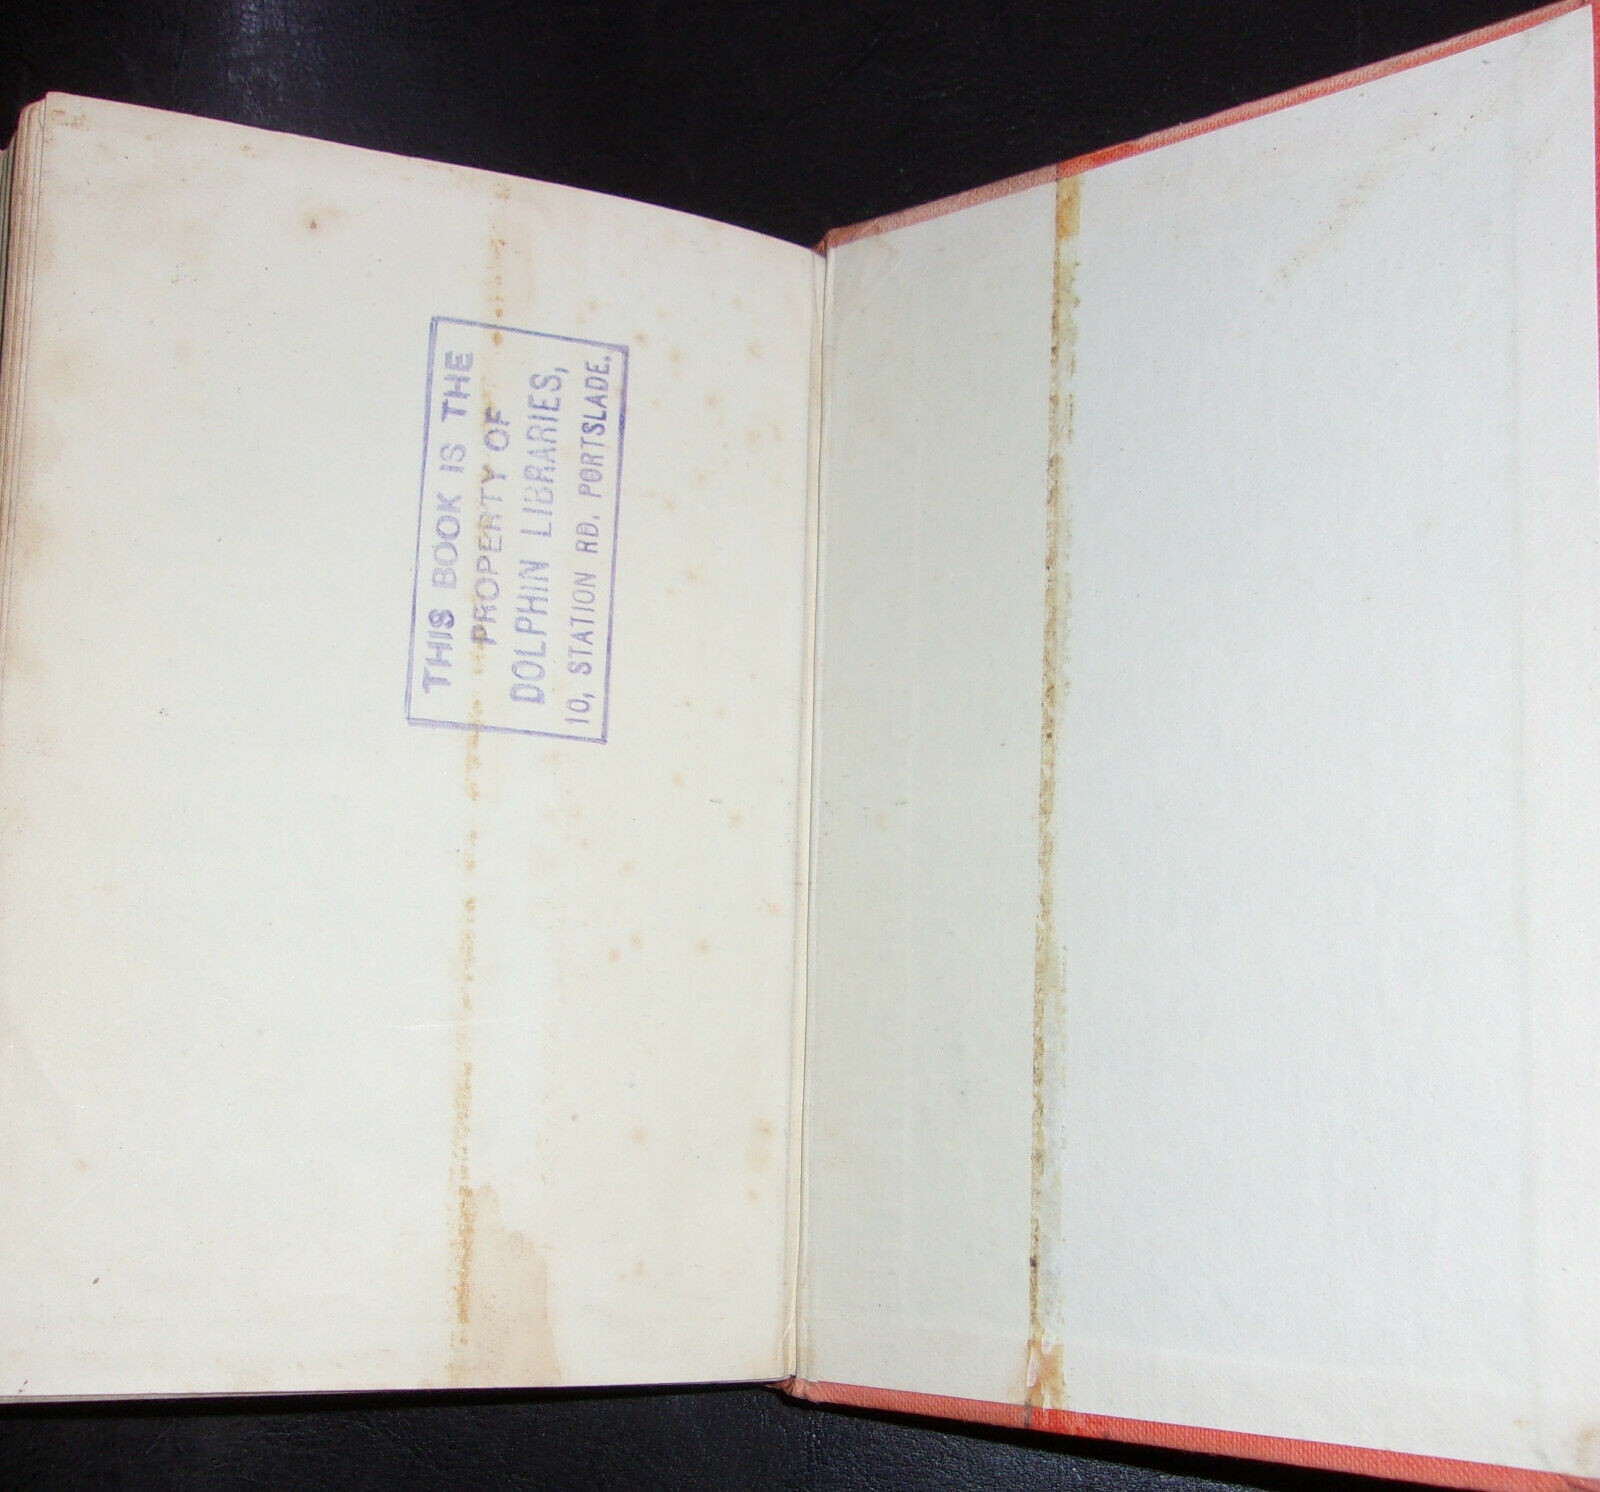 THIS BOOK IS THE
PROPERTY OF
DOLPHIN LIBRARIES,
10, STATION RD. PORTSLADE.